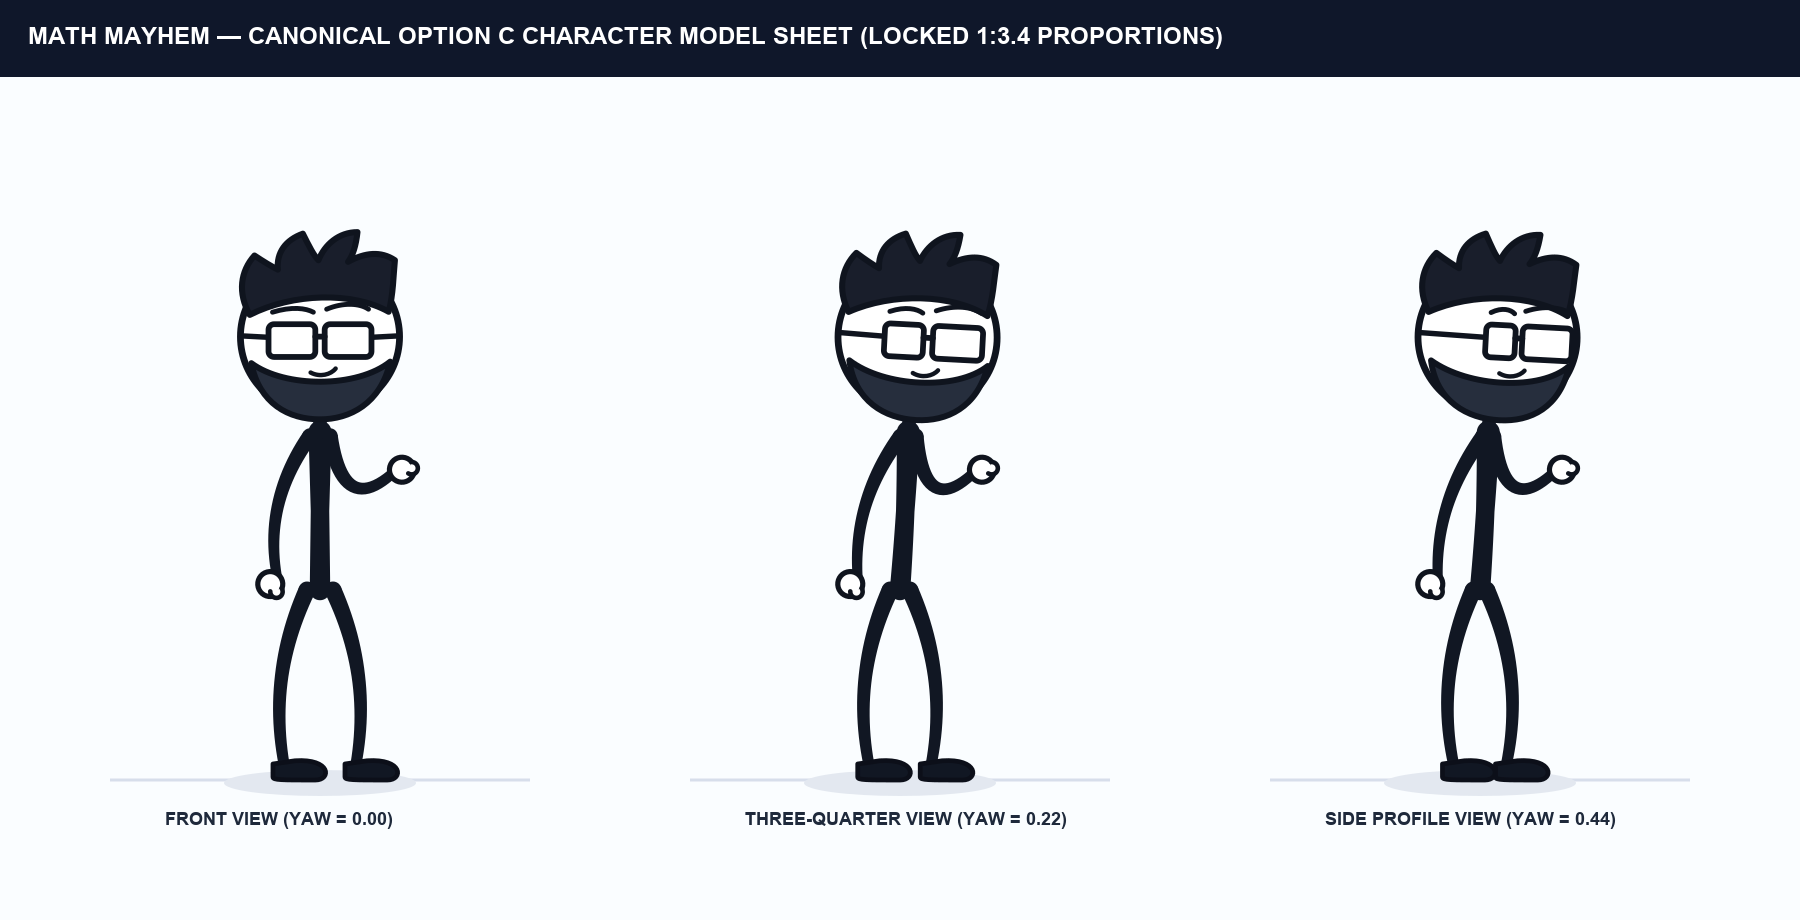 MATH MAYHEM — CANONICAL OPTION C CHARACTER MODEL SHEET (LOCKED 1:3.4 PROPORTIONS)
FRONT VIEW (YAW = 0.00)
THREE-QUARTER VIEW (YAW = 0.22)
SIDE PROFILE VIEW (YAW = 0.44)